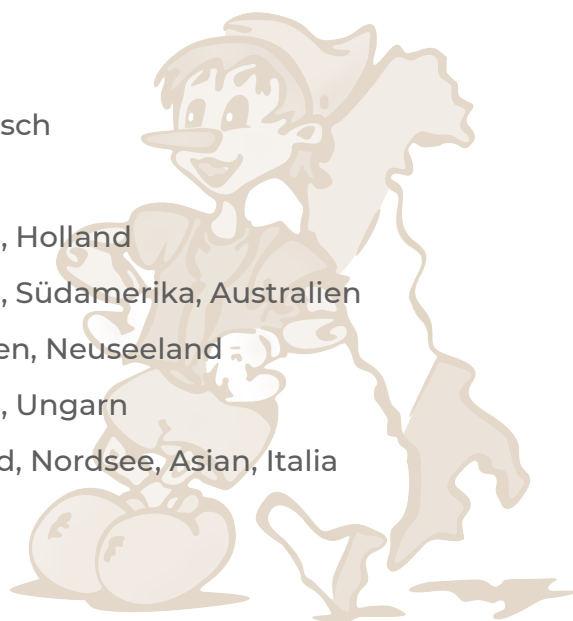 sch
, Holland
, Südamerika, Australien
en, Neuseeland
, Ungarn
d, Nordsee, Asian, Italia